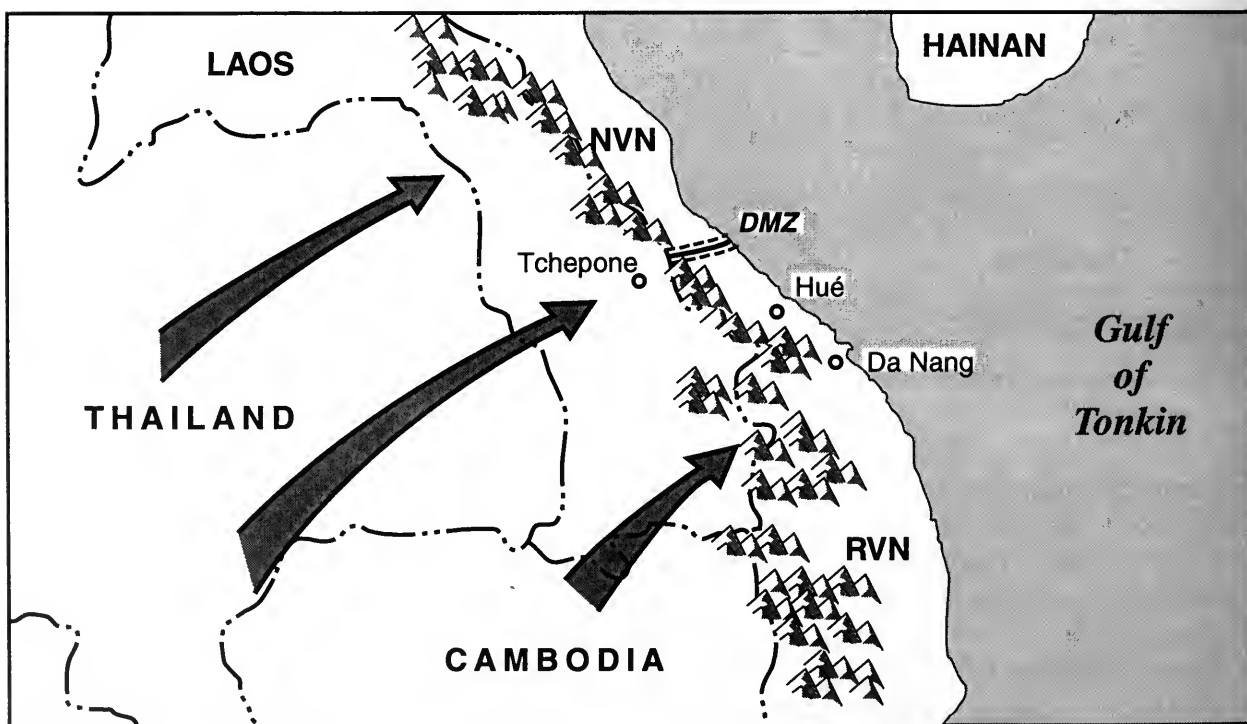 LAOS
HAINAN
NVN
DMZ
Tchepone
Hué
Da Nang
Gulf
of
Tonkin
THAILAND
RVN
CAMBODIA